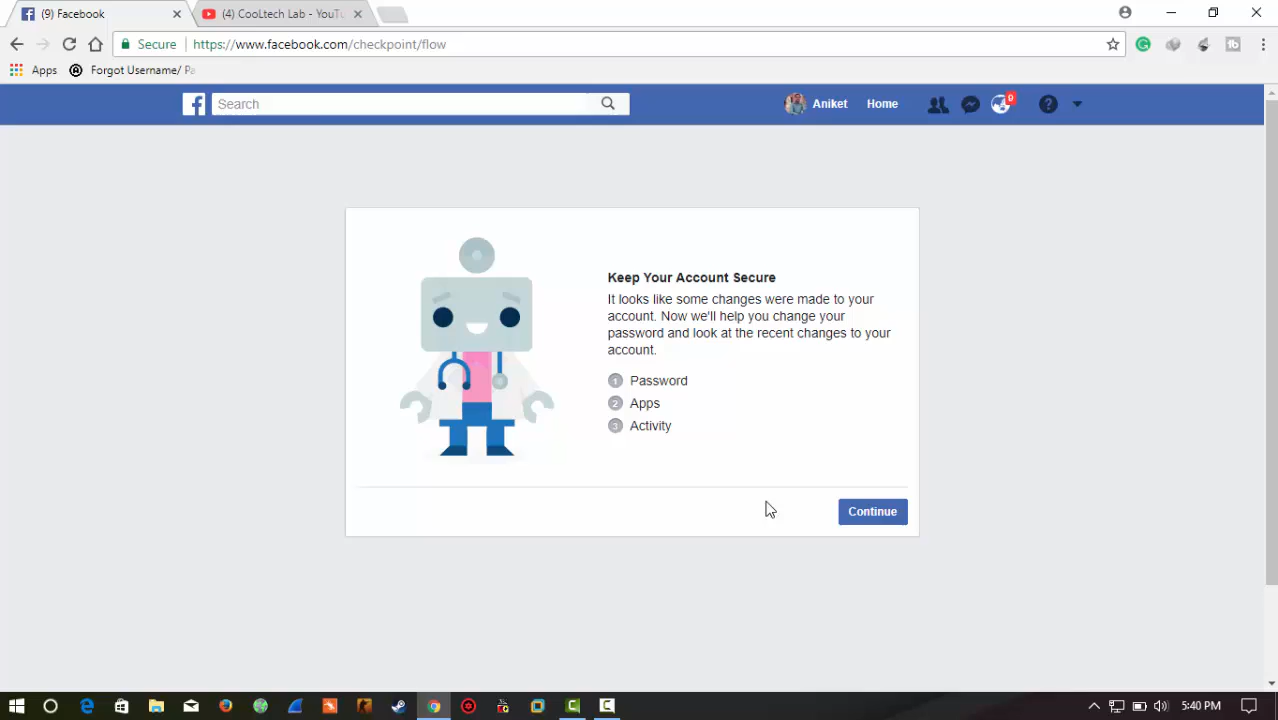 (9) Facebook
(4) CooLtech Lab - YouTu
Secure
https://www.facebook.com/checkpoint/flow
Apps
Forgot Username/ Pa
Search
Aniket
Home
9
Keep Your Account Secure
It looks like some changes were made to your
account. Now we'll help you change your
password and look at the recent changes to your
account.
1 Password
2 Apps
3 Activity
Continue
5:40 PM